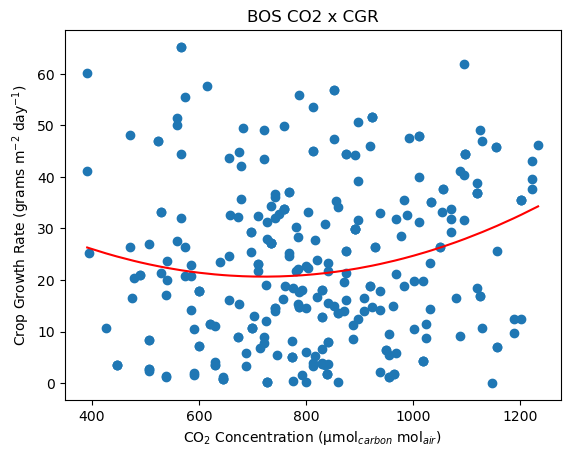 BOS CO2 x CGR
Crop Growth Rate (grams m⁻² day⁻¹)
60
50
40
30
20
10
0
400 600 800 1000 1200
CO₂ Concentration (μmol_carbon mol_air)